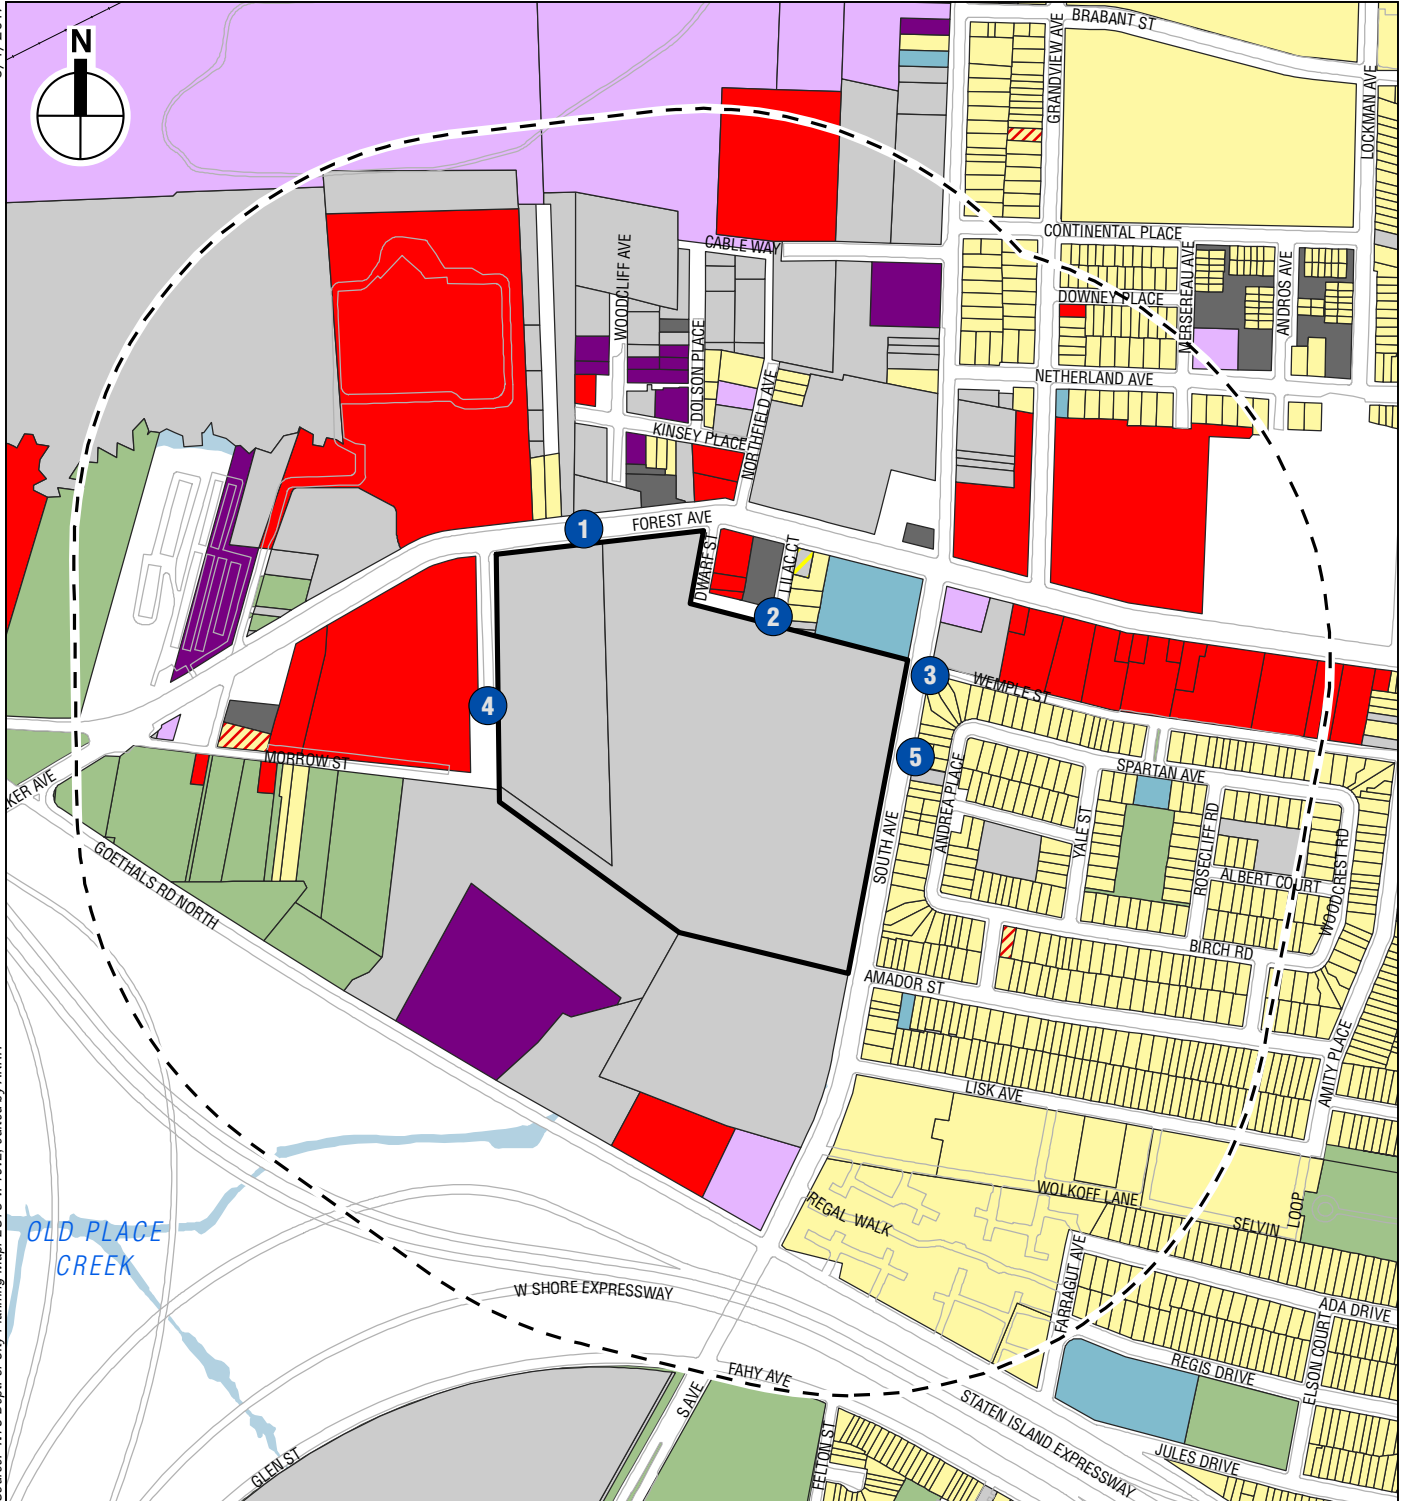 N
BRABANT ST
GRANDVIEW AVE
LOCKMAN AVE
CONTINENTAL PLACE
CABLE WAY
WOODCLIFF AVE
MERSEREAU AVE
ANDROS AVE
DOWNEY PLACE
DOLSON PLACE
NETHERLAND AVE
NORTHFIELD AVE
KINSEY PLACE
1
FOREST AVE
DWARF ST
LILAC CT
2
3
WEMPLE ST
4
5
MORROW ST
SPARTAN AVE
ANDREA PLACE
YALE ST
ROSECLIFF RD
WOODCREST RD
KER AVE
SOUTH AVE
GOETHALS RD NORTH
ALBERT COURT
BIRCH RD
AMADOR ST
AMITY PLACE
LISK AVE
WOLKOFF LANE
REGAL WALK
SELVIN
LOOP
OLD PLACE
CREEK
FARRAGUT AVE
W SHORE EXPRESSWAY
ADA DRIVE
ELSON COURT
REGIS DRIVE
FAHY AVE
S AVE
STATEN ISLAND EXPRESSWAY
FELTON ST
JULES DRIVE
GLEN ST